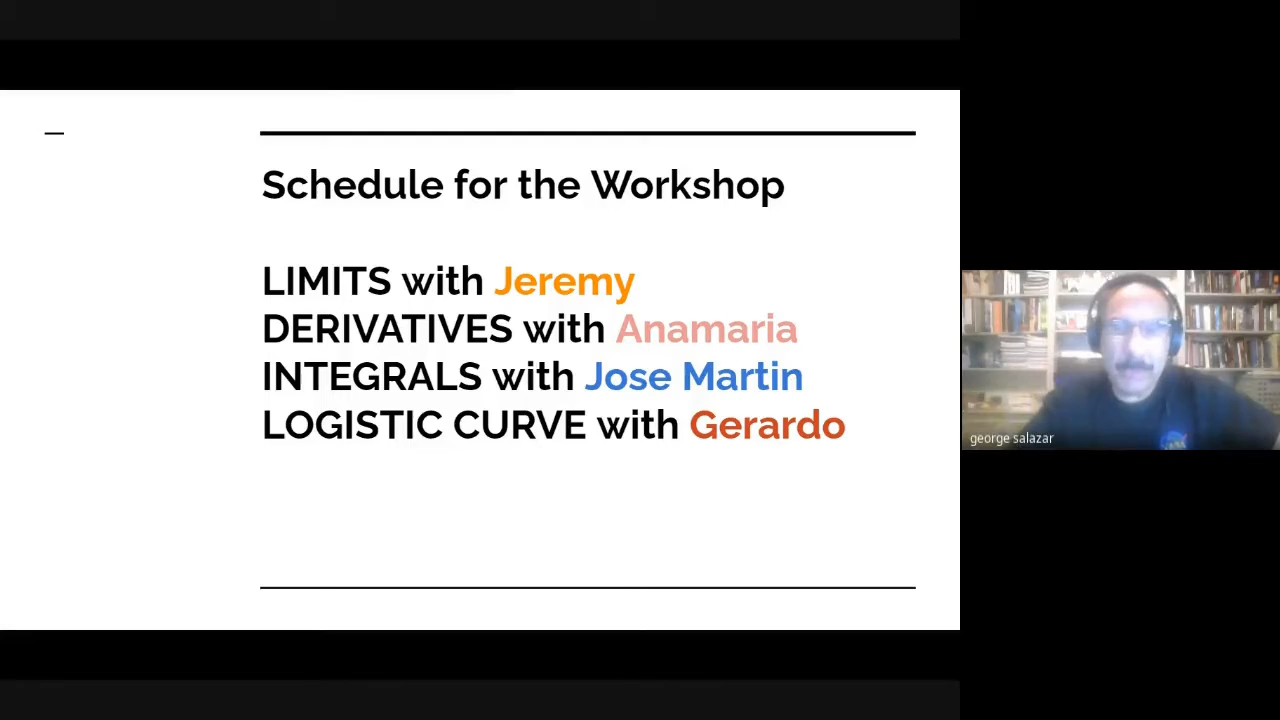 Schedule for the Workshop
LIMITS with Jeremy
DERIVATIVES with Anamaria
INTEGRALS with Jose Martin
LOGISTIC CURVE with Gerardo
george salazar